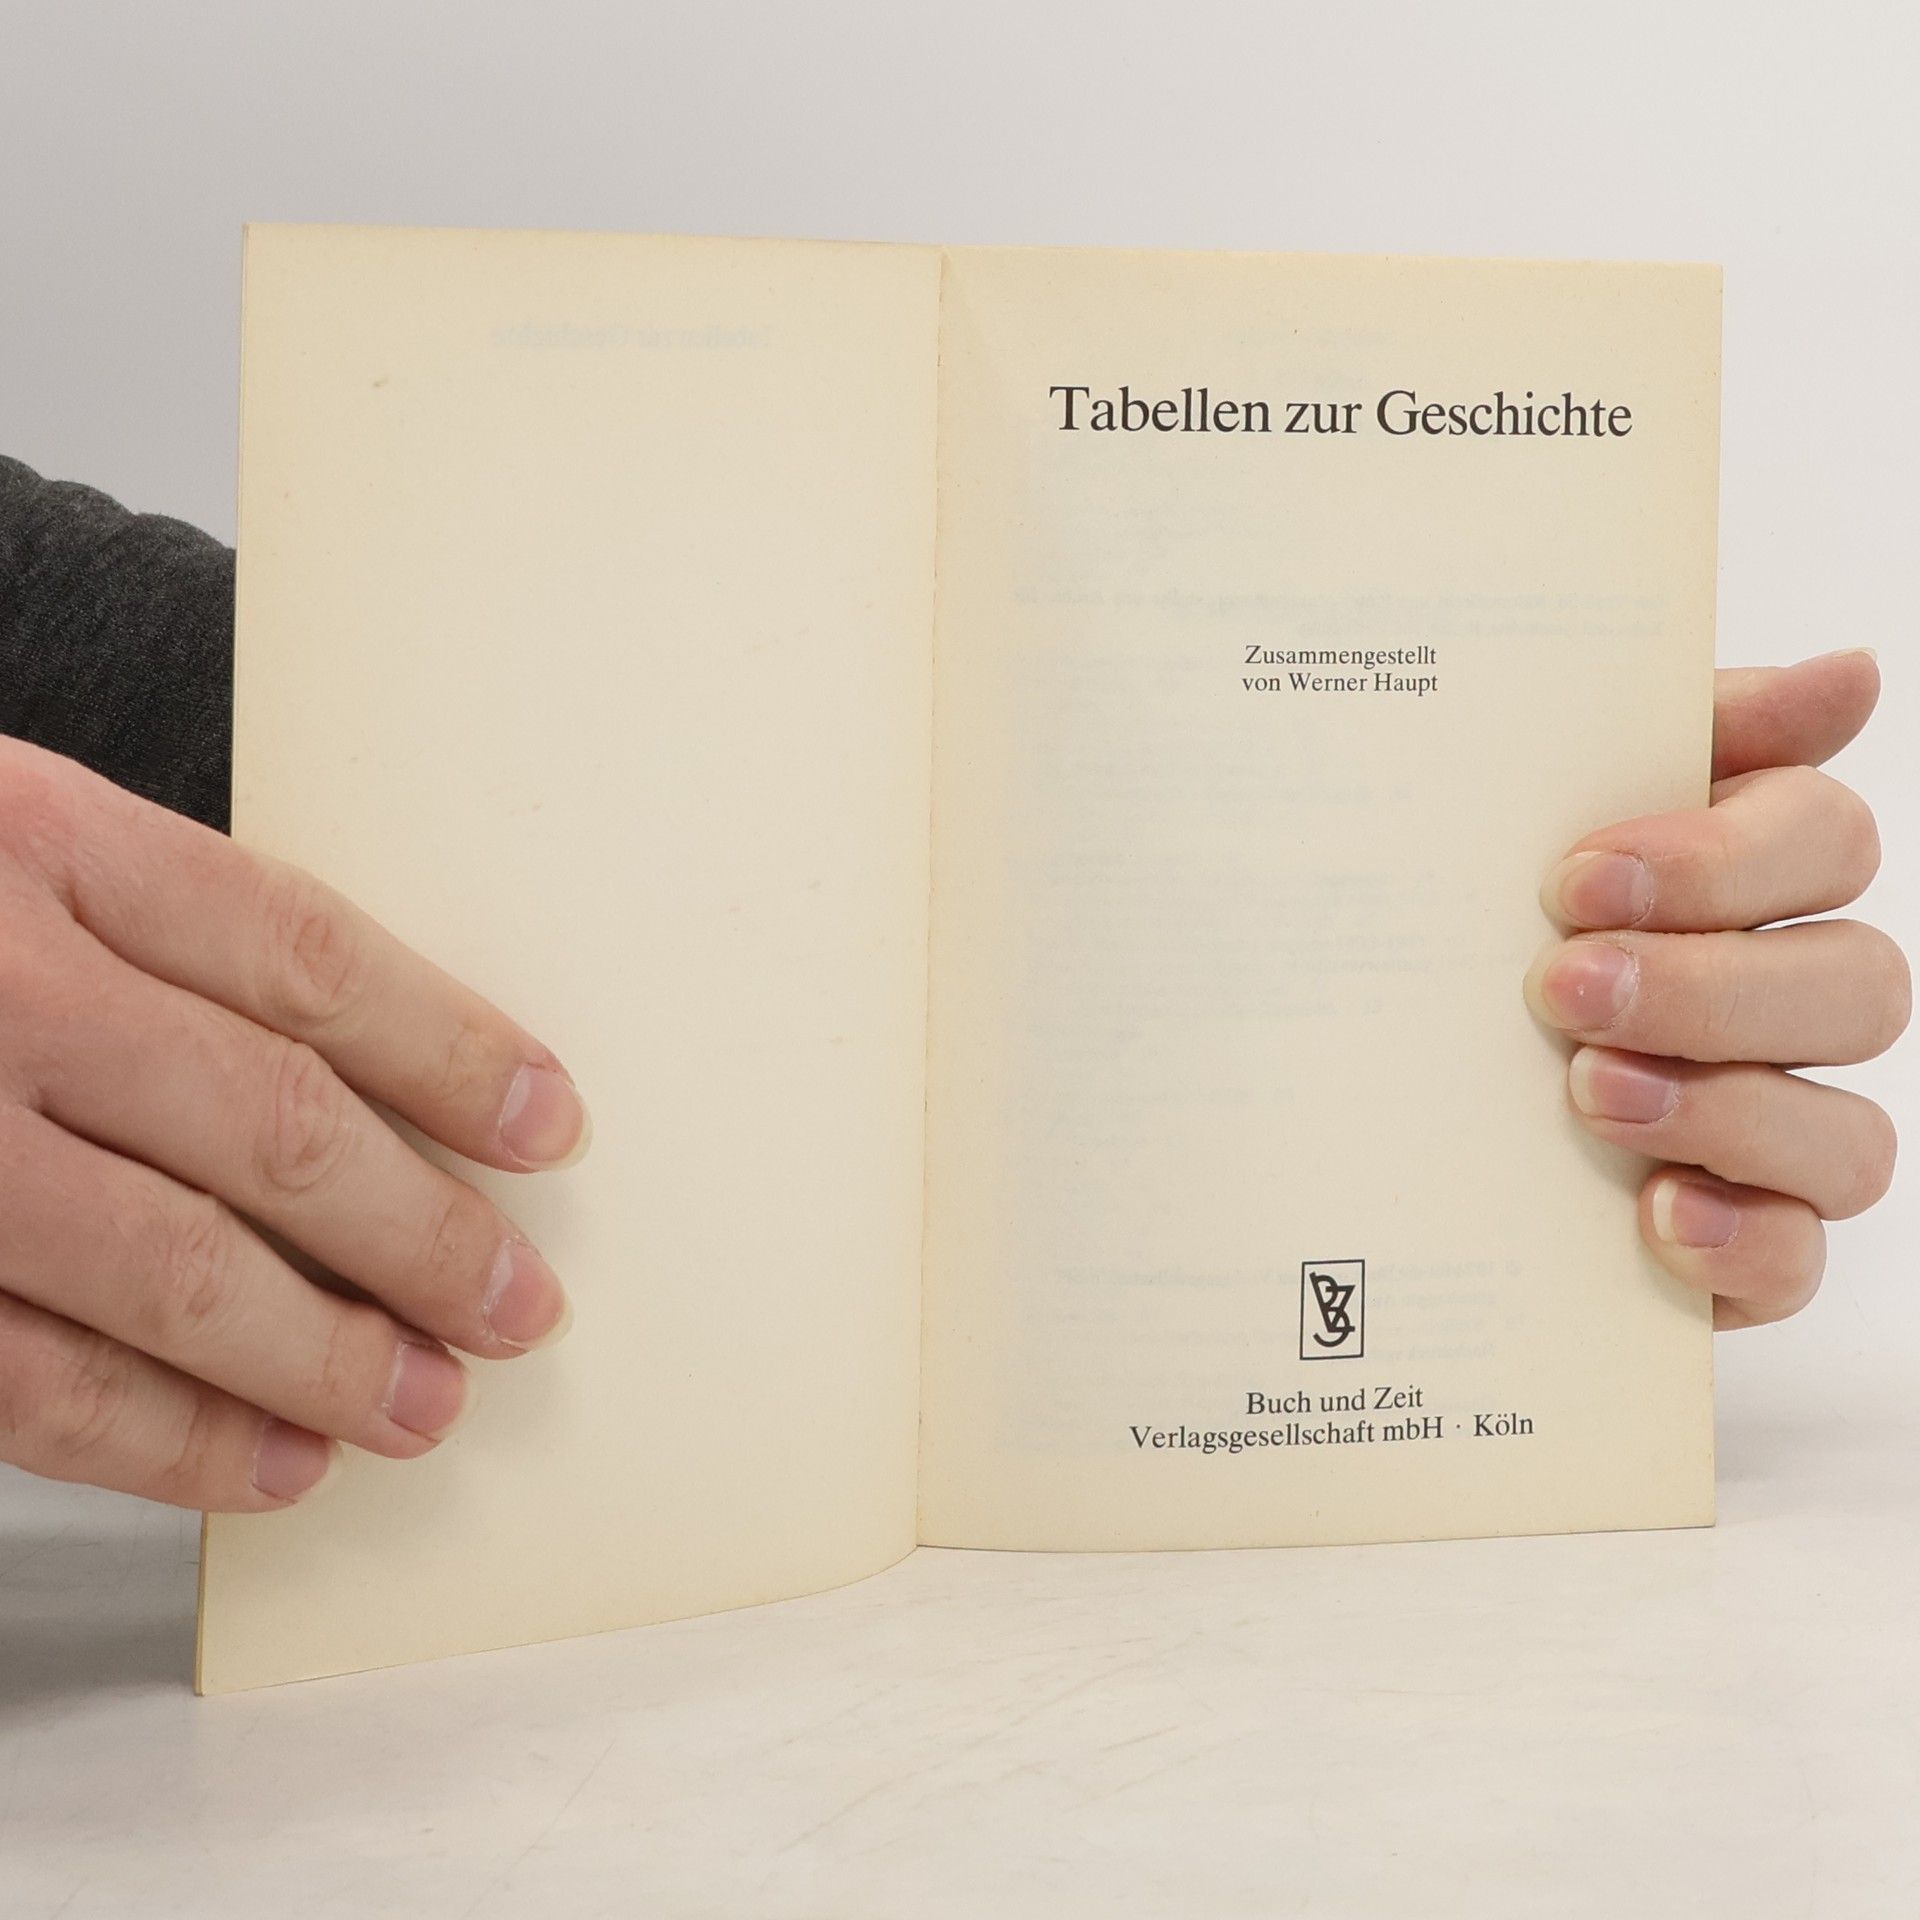 Tabellen zur Geschichte
Zusammengestellt
von Werner Haupt
Buch und Zeit
Verlagsgesellschaft mbH · Köln